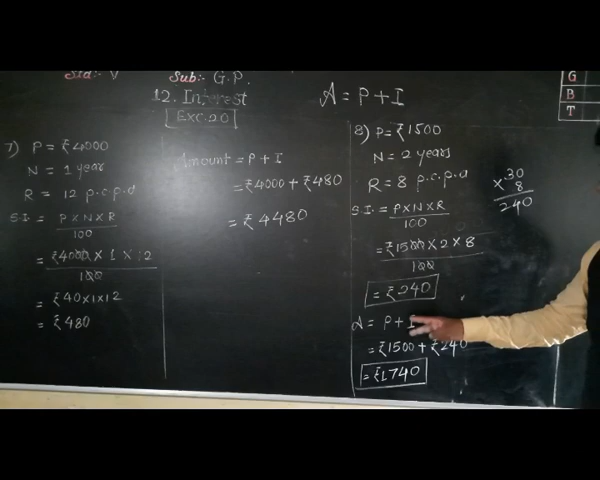 Std:- V
Sub:- G.P.
12. Interest
[Exc. 20]
A = P + I
G
B
T
7) P = ₹4000
N = 1 year
R = 12 p.c.p.a
S.I. = P×N×R
100
= ₹4000 × 1 × 12
100
= ₹40×1×12
= ₹480
Amount = P + I
= ₹4000 + ₹480
= ₹4480
8) P = ₹1500
N = 2 years
R = 8 p.c.p.a
S.I. = P×N×R
100
= ₹1500 × 2 × 8
100
= ₹240
A = P + I
= ₹1500 + ₹240
= ₹1740
30
× 8
240